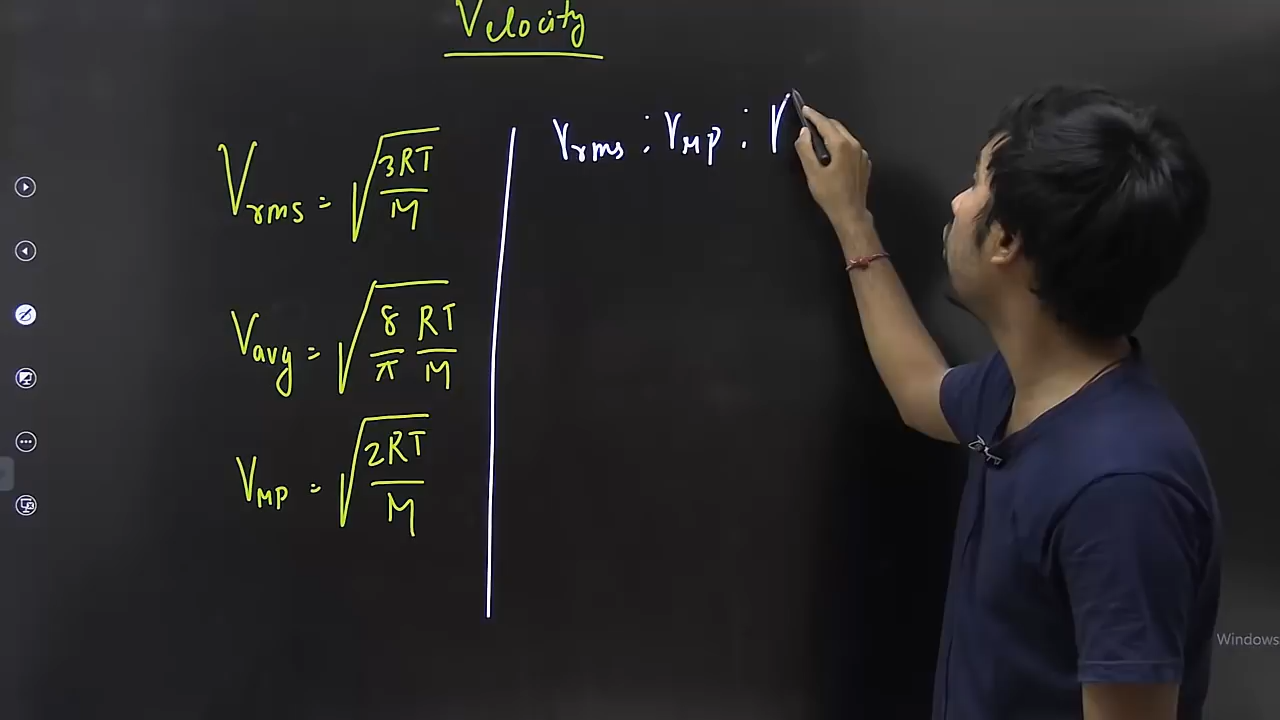 Velocity
Vrms = √3RT/M
Vavg = √8/π RT/M
VMP = √2RT/M
Vrms : VMP : V
Windows